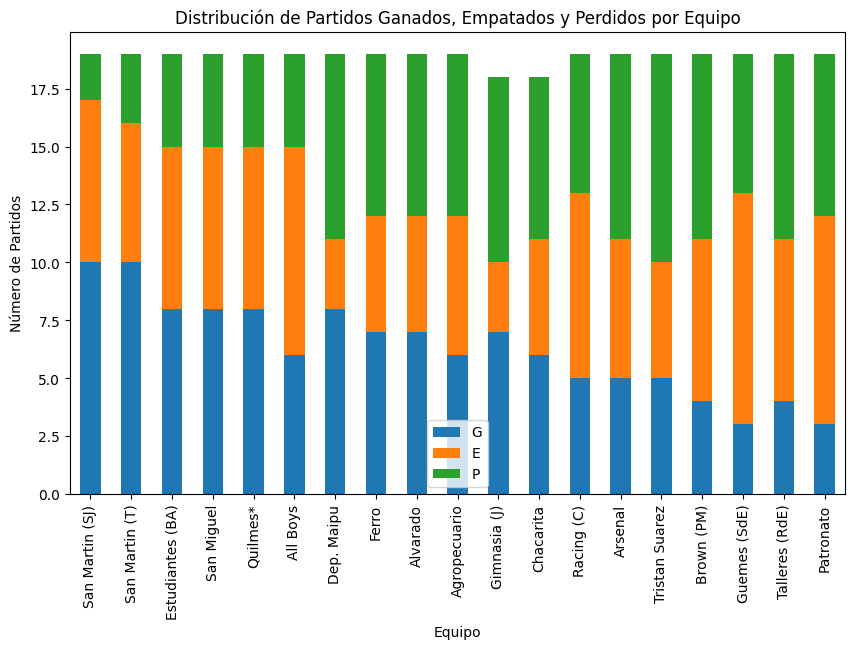 Distribución de Partidos Ganados, Empatados y Perdidos por Equipo
Número de Partidos
17.5
15.0
12.5
10.0
7.5
5.0
2.5
0.0
G
E
P
San Martin (SJ)
San Martin (T)
Estudiantes (BA)
San Miguel
Quilmes*
All Boys
Dep. Maipu
Ferro
Alvarado
Agropecuario
Gimnasia (J)
Chacarita
Racing (C)
Arsenal
Tristan Suarez
Brown (PM)
Guemes (SdE)
Talleres (RdE)
Patronato
Equipo